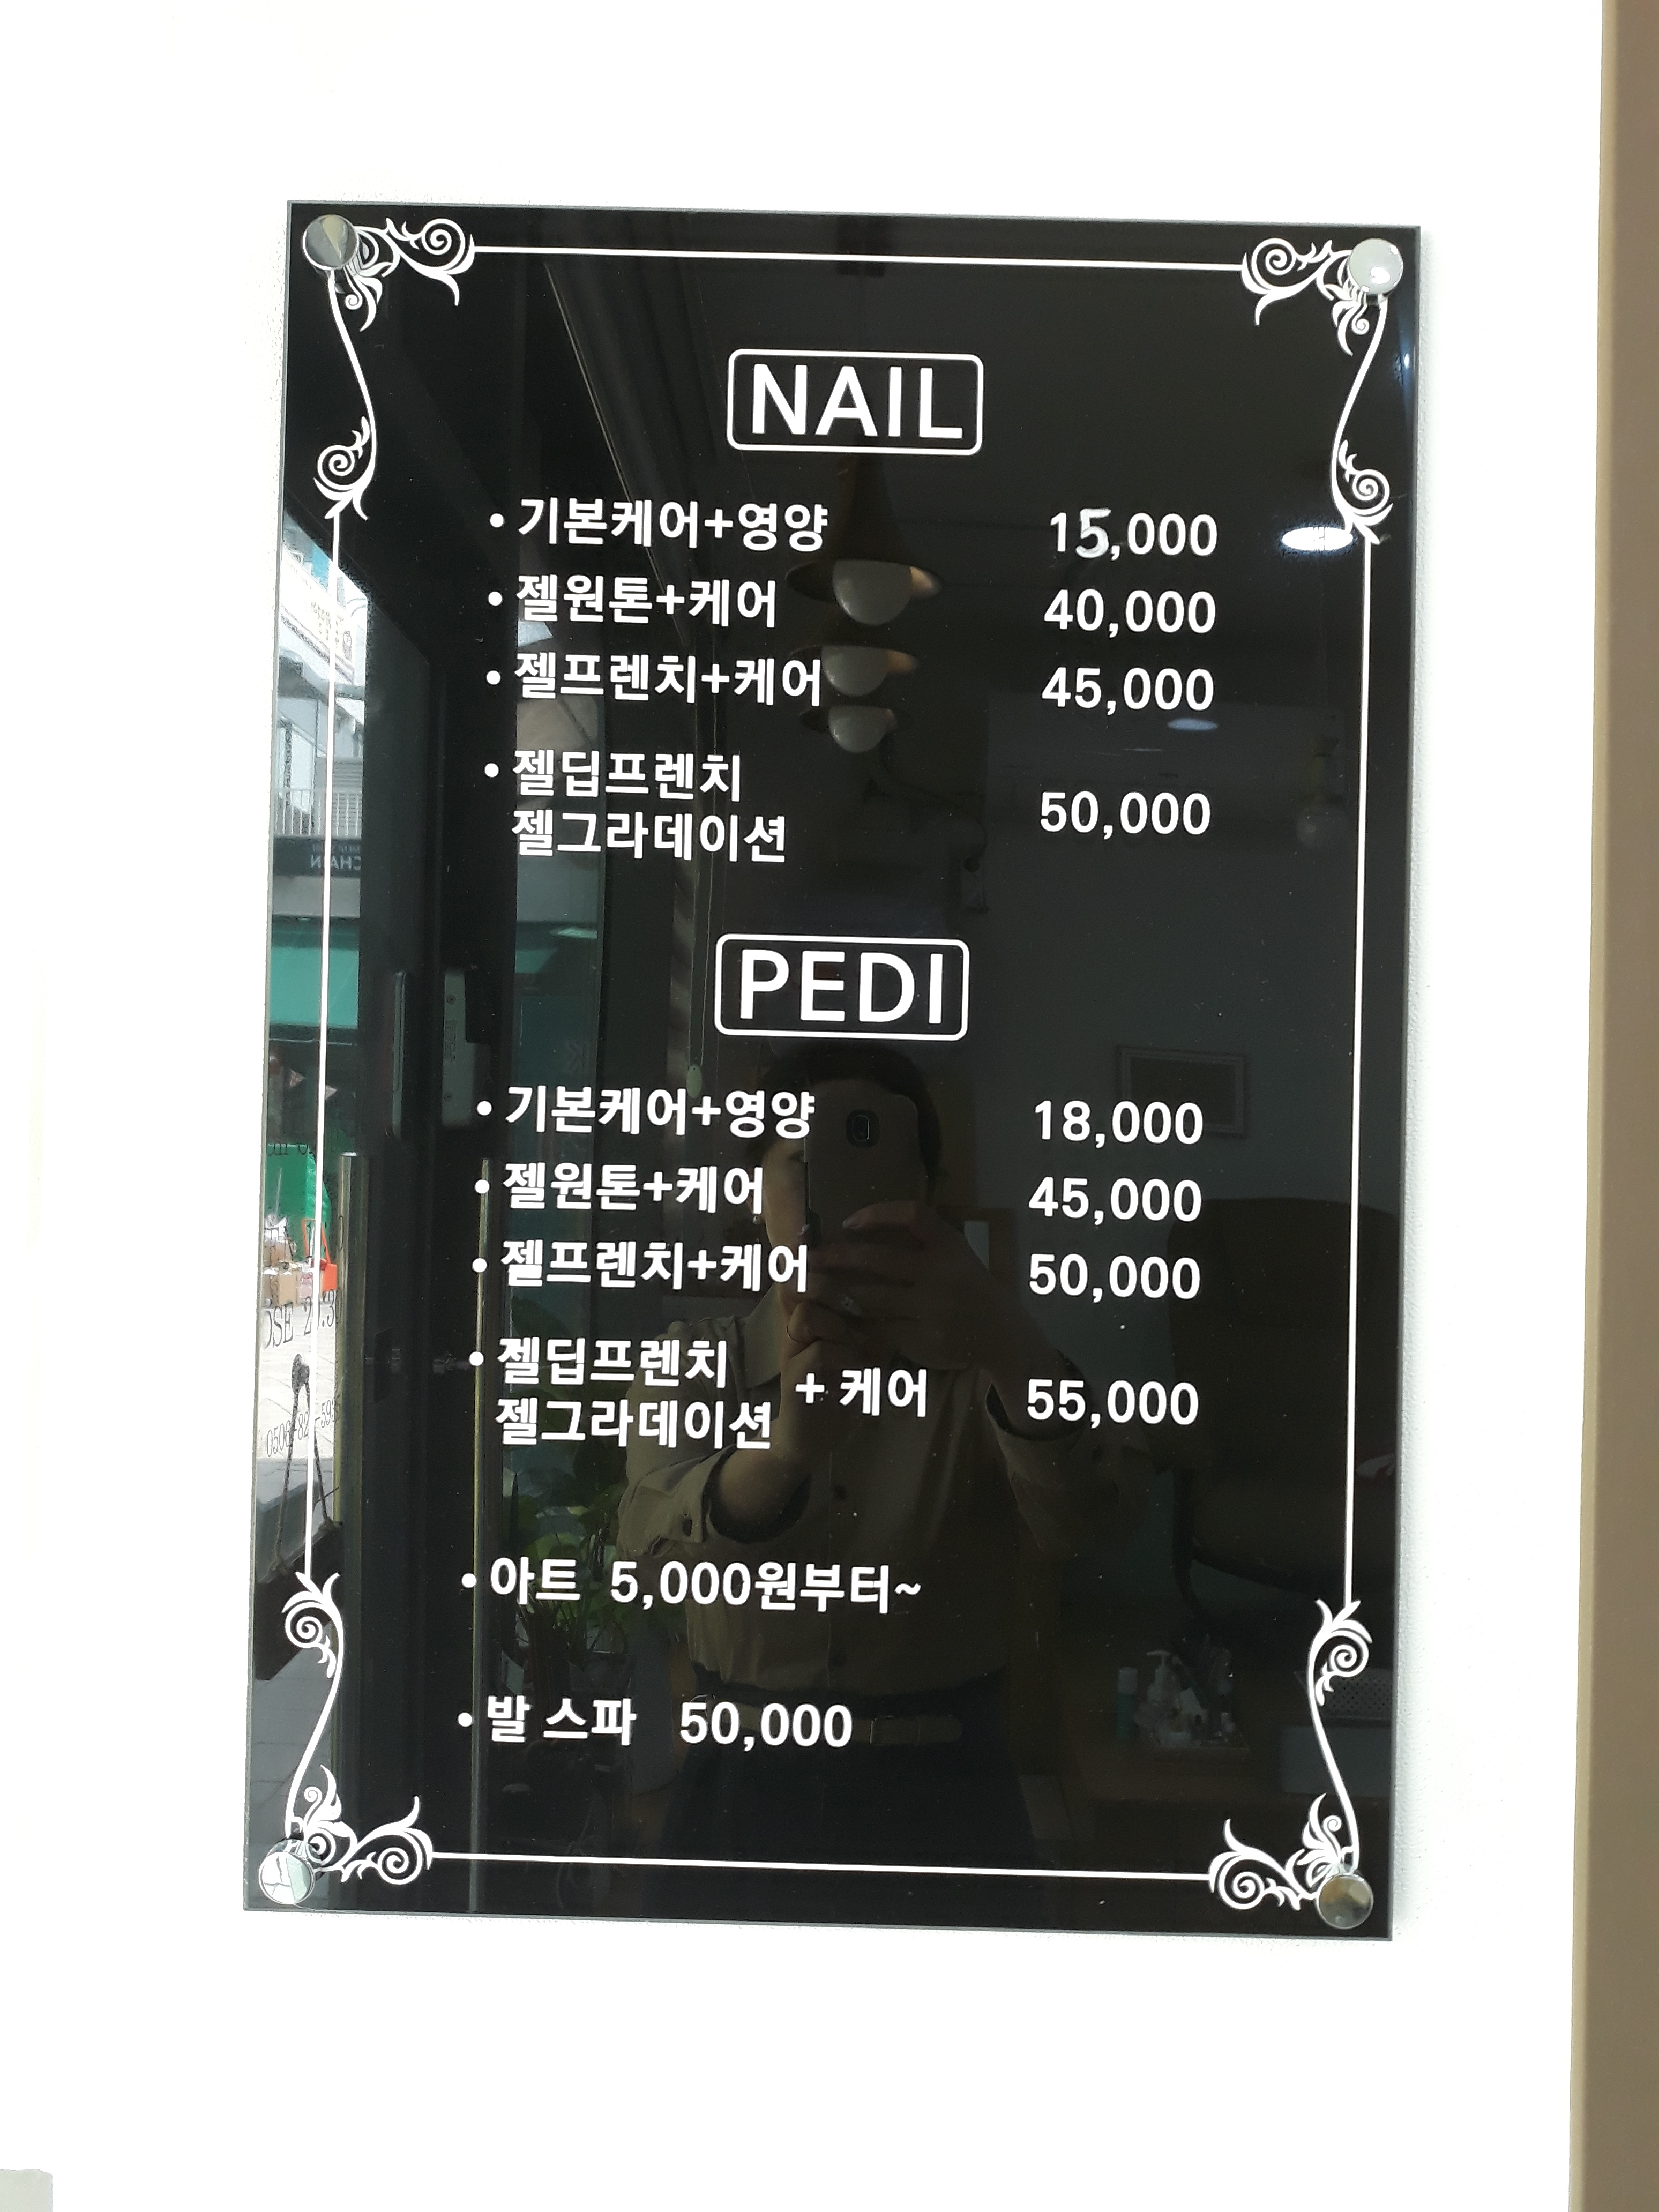 NAIL
•기본케어+영양 15,000
•젤원톤+케어 40,000
•젤프렌치+케어 45,000
•젤딥프렌치
젤그라데이션 50,000
PEDI
•기본케어+영양 18,000
•젤원톤+케어 45,000
•젤프렌치+케어 50,000
•젤딥프렌치
젤그라데이션 + 케어 55,000
•아트 5,000원부터~
•발 스파 50,000